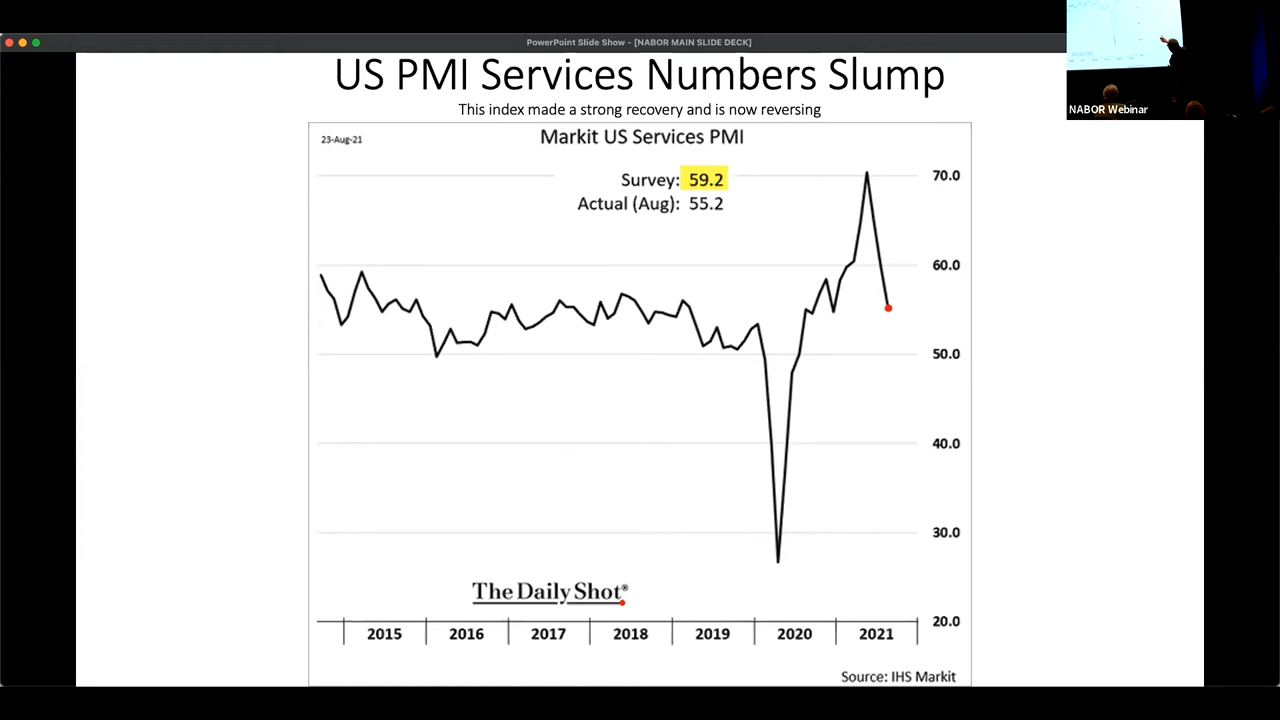 PowerPoint Slide Show - [NABOR MAIN SLIDE DECK]
NABOR Webinar
US PMI Services Numbers Slump
This index made a strong recovery and is now reversing
23-Aug-21
Markit US Services PMI
Survey: 59.2
Actual (Aug): 55.2
70.0
60.0
50.0
40.0
30.0
20.0
The Daily Shot®
2015 2016 2017 2018 2019 2020 2021
Source: IHS Markit